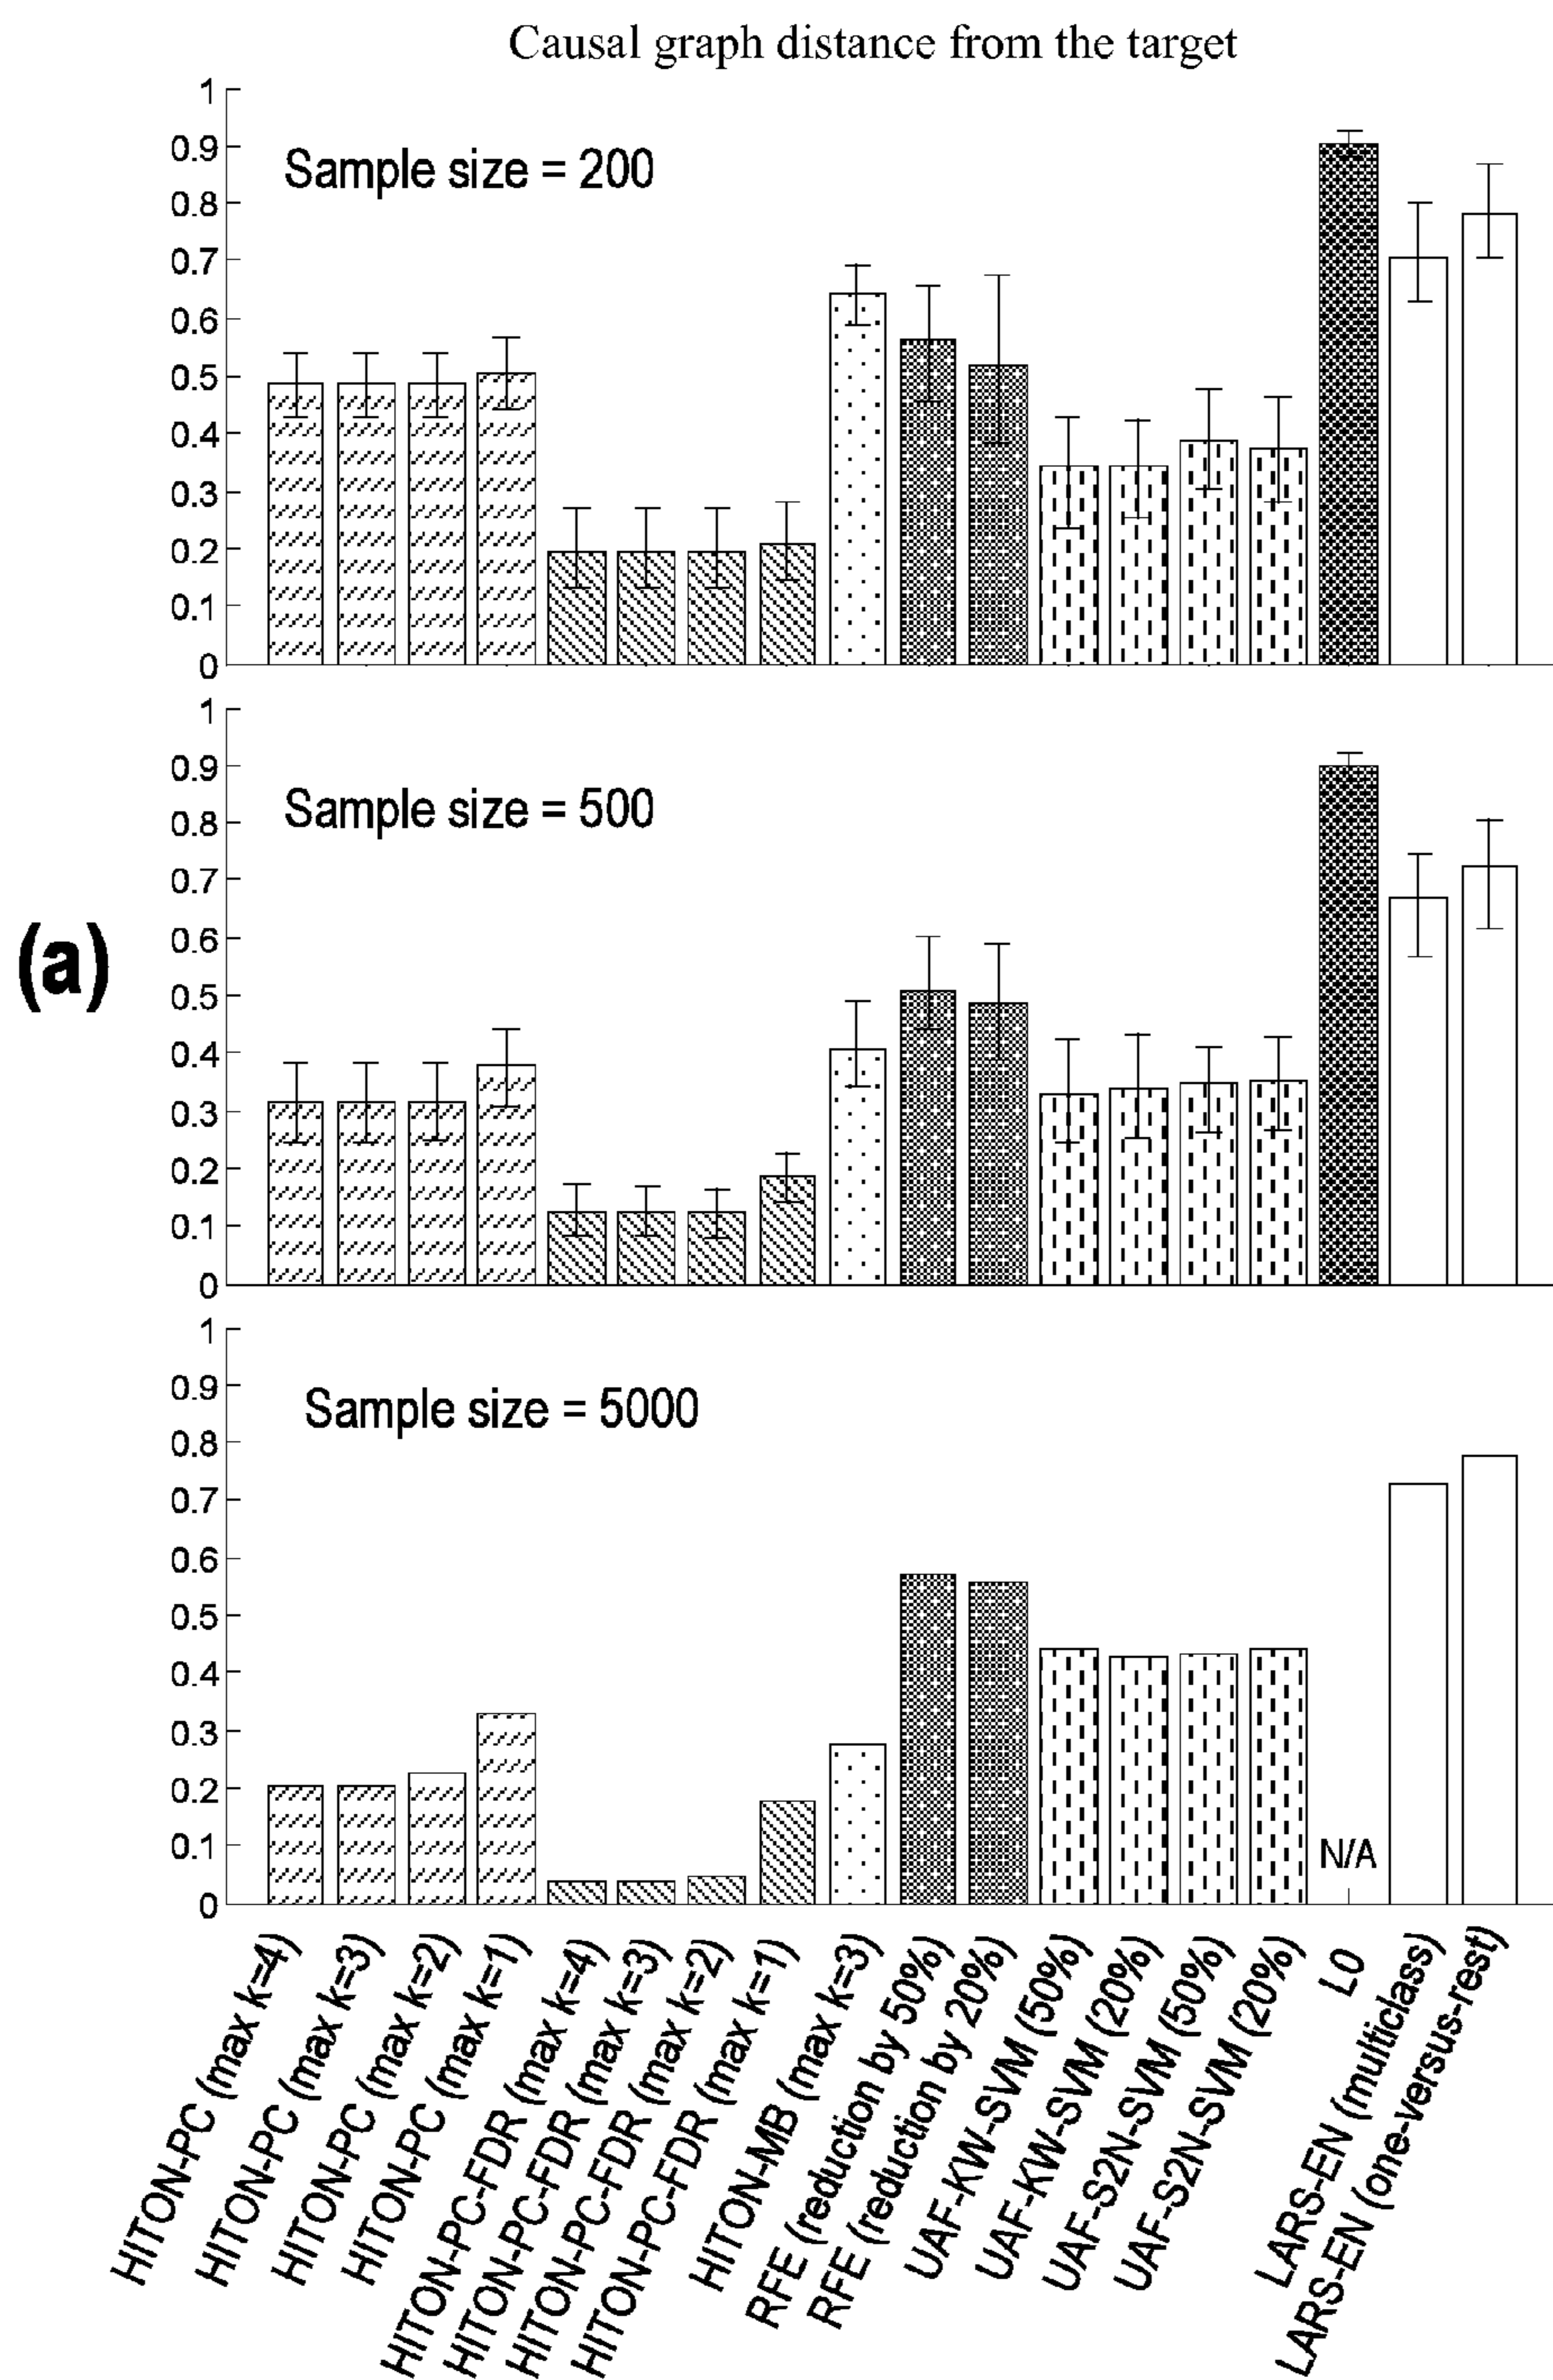 Causal graph distance from the target
1
0.9
0.8
0.7
0.6
0.5
0.4
0.3
0.2
0.1
0
Sample size = 200
1
0.9
0.8
0.7
0.6
0.5
0.4
0.3
0.2
0.1
0
Sample size = 500
(a)
1
0.9
0.8
0.7
0.6
0.5
0.4
0.3
0.2
0.1
0
Sample size = 5000
N/A
HITON-PC (max k=4)
HITON-PC (max k=3)
HITON-PC (max k=2)
HITON-PC (max k=1)
HITON-PC-FDR (max k=4)
HITON-PC-FDR (max k=3)
HITON-PC-FDR (max k=2)
HITON-PC-FDR (max k=1)
HITON-MB (max k=3)
RFE (reduction by 50%)
RFE (reduction by 20%)
UAF-KW-SVM (50%)
UAF-KW-SVM (20%)
UAF-S2N-SVM (50%)
UAF-S2N-SVM (20%)
L0
LARS-EN (multiclass)
LARS-EN (one-versus-rest)